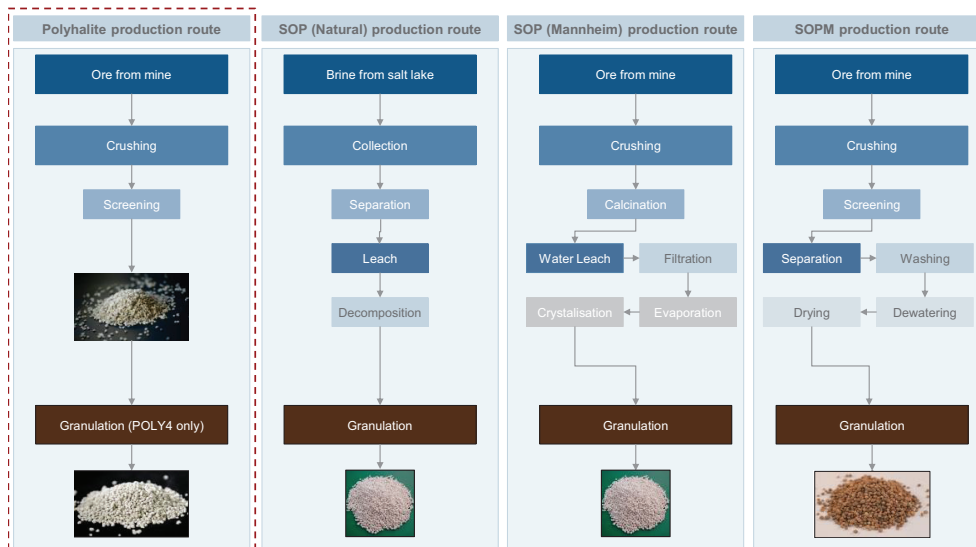 Polyhalite production route
Ore from mine
Crushing
Screening
Granulation (POLY4 only)
SOP (Natural) production route
Brine from salt lake
Collection
Separation
Leach
Decomposition
Granulation
SOP (Mannheim) production route
Ore from mine
Crushing
Calcination
Water Leach
Filtration
Crystalisation
Evaporation
Granulation
SOPM production route
Ore from mine
Crushing
Screening
Separation
Washing
Drying
Dewatering
Granulation